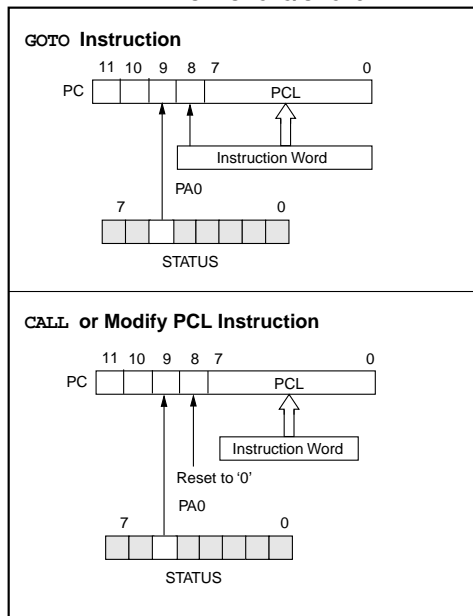 GOTO Instruction
11 10 9 8 7 0
PC PCL
Instruction Word
PA0
7 0
STATUS
CALL or Modify PCL Instruction
11 10 9 8 7 0
PC PCL
Instruction Word
Reset to ‘0’
PA0
7 0
STATUS